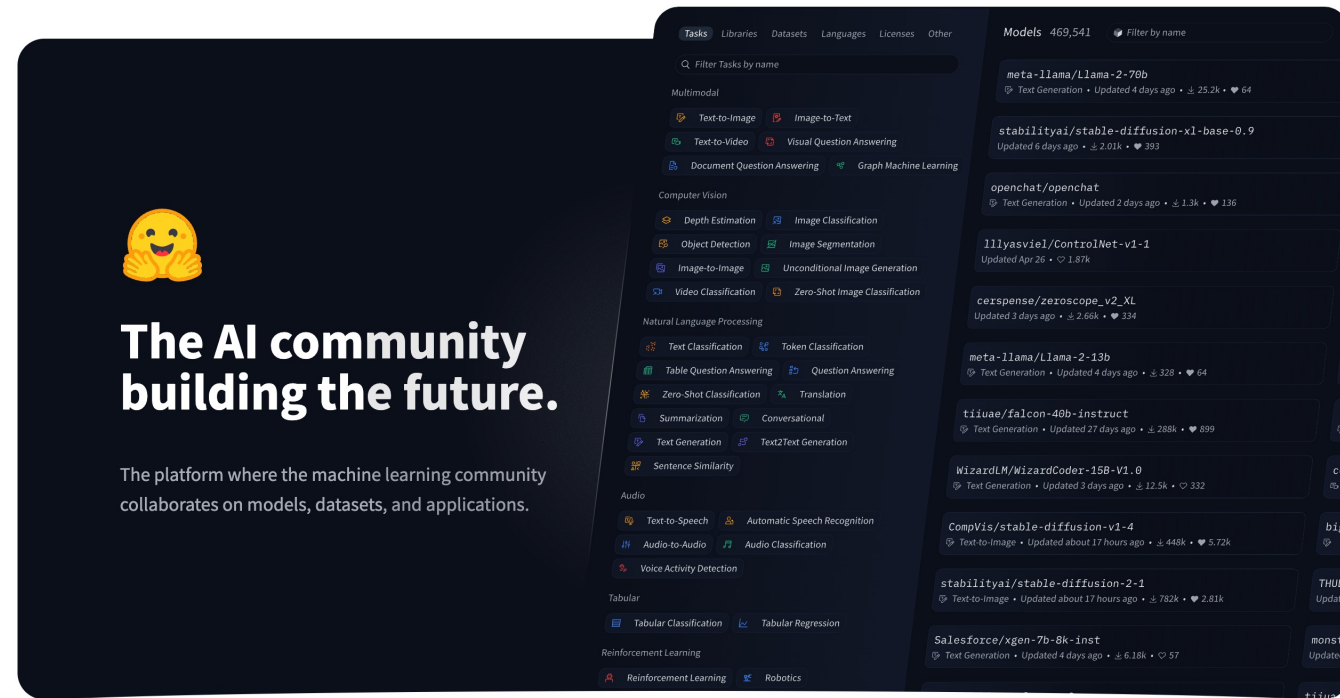 The AI community
building the future.
The platform where the machine learning community
collaborates on models, datasets, and applications.
Tasks Libraries Datasets Languages Licenses Other
Filter Tasks by name
Multimodal
Text-to-Image Image-to-Text
Text-to-Video Visual Question Answering
Document Question Answering Graph Machine Learning
Computer Vision
Depth Estimation Image Classification
Object Detection Image Segmentation
Image-to-Image Unconditional Image Generation
Video Classification Zero-Shot Image Classification
Natural Language Processing
Text Classification Token Classification
Table Question Answering Question Answering
Zero-Shot Classification Translation
Summarization Conversational
Text Generation Text2Text Generation
Sentence Similarity
Audio
Text-to-Speech Automatic Speech Recognition
Audio-to-Audio Audio Classification
Voice Activity Detection
Tabular
Tabular Classification Tabular Regression
Reinforcement Learning
Reinforcement Learning Robotics
Models 469,541 Filter by name
meta-llama/Llama-2-70b
Text Generation • Updated 4 days ago • 25.2k • 64
stabilityai/stable-diffusion-xl-base-0.9
Updated 6 days ago • 2.01k • 393
openchat/openchat
Text Generation • Updated 2 days ago • 1.3k • 136
lllyasviel/ControlNet-v1-1
Updated Apr 26 • 1.87k
cerspense/zeroscope_v2_XL
Updated 3 days ago • 2.66k • 334
meta-llama/Llama-2-13b
Text Generation • Updated 4 days ago • 328 • 64
tiiuae/falcon-40b-instruct
Text Generation • Updated 27 days ago • 288k • 899
WizardLM/WizardCoder-15B-V1.0
Text Generation • Updated 3 days ago • 12.5k • 332
CompVis/stable-diffusion-v1-4
Text-to-Image • Updated about 17 hours ago • 448k • 5.72k
stabilityai/stable-diffusion-2-1
Text-to-Image • Updated about 17 hours ago • 782k • 2.81k
Salesforce/xgen-7b-8k-inst
Text Generation • Updated 4 days ago • 6.18k • 57